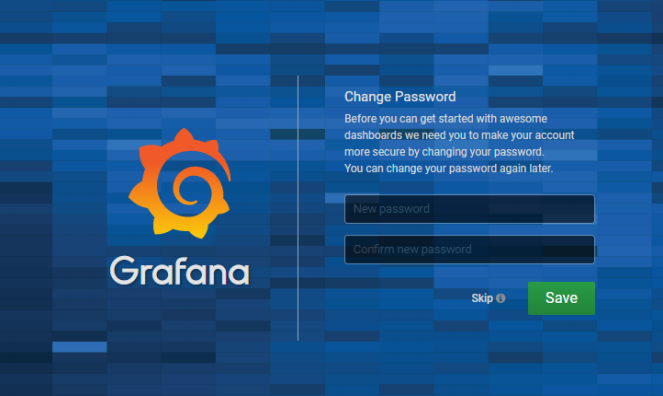 Grafana
Change Password
Before you can get started with awesome
dashboards we need you to make your account
more secure by changing your password.
You can change your password again later.
New password
Confirm new password
Skip
Save